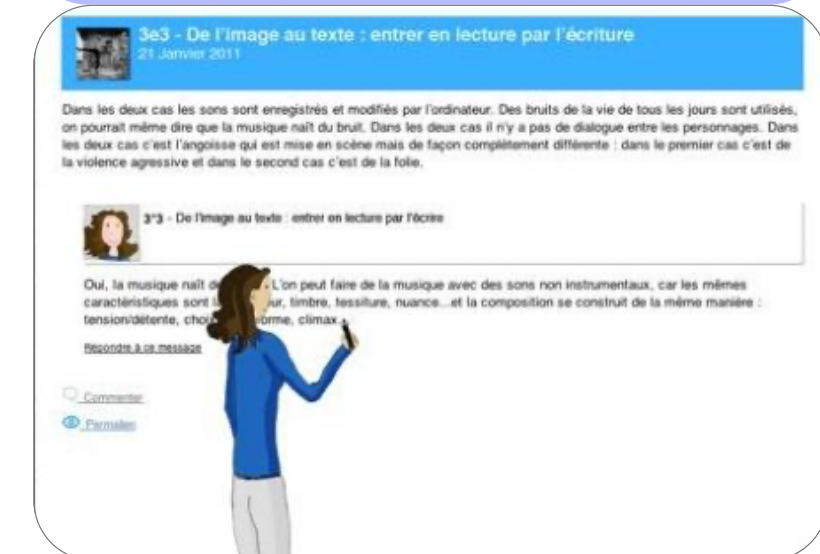 3e3 - De l'image au texte : entrer en lecture par l'écriture
21 Janvier 2011
Dans les deux cas les sons sont enregistrés et modifiés par l'ordinateur. Des bruits de la vie de tous les jours sont utilisés,
on pourrait même dire que la musique naît du bruit. Dans les deux cas il n'y a pas de dialogue entre les personnages. Dans
les deux cas c'est l'angoisse qui est mise en scène mais de façon complètement différente : dans le premier cas c'est de
la violence agressive et dans le second cas c'est de la folie.
3°3 - De l'image au texte : entrer en lecture par l'écrire
Oui, la musique naît L'on peut faire de la musique avec des sons non instrumentaux, car les mêmes
caractéristiques sont timbre, tessiture, nuance...et la composition se construit de la même manière :
tension/détente, climax.
Répondre à ce message
Commenter
Permalien